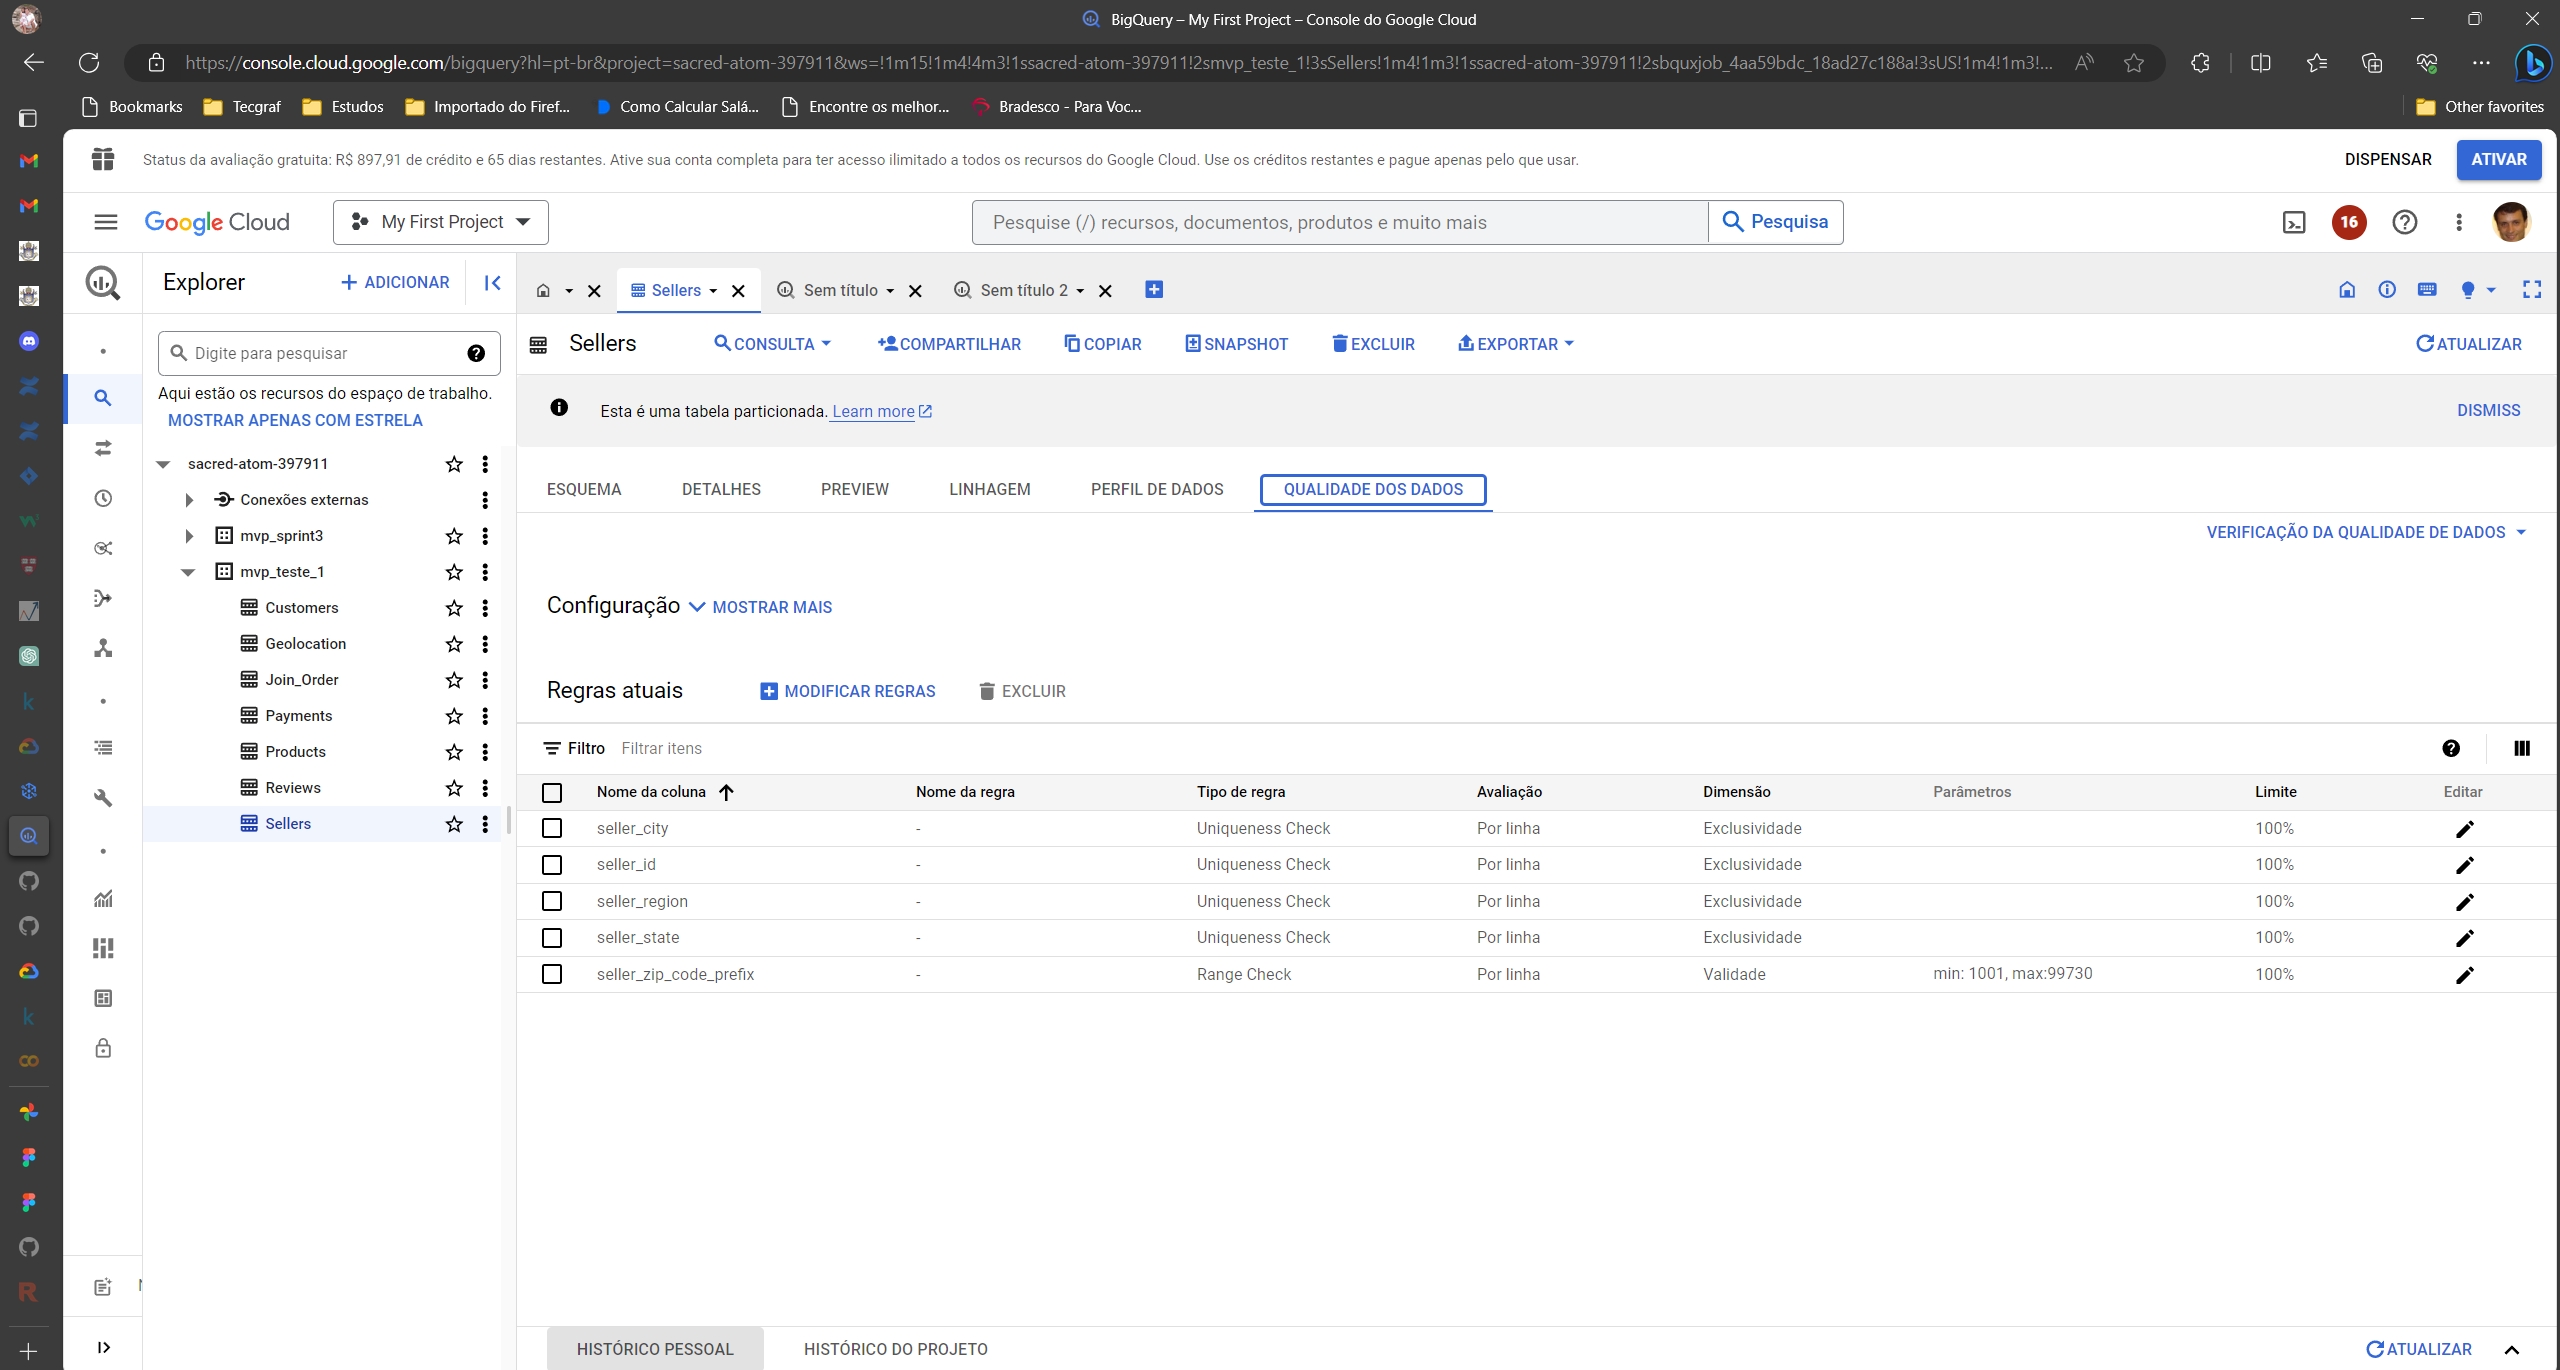 BigQuery – My First Project – Console do Google Cloud
https://console.cloud.google.com/bigquery?hl=pt-br&project=sacred-atom-397911&ws=!1m15!1m4!4m3!1ssacred-atom-397911!2smvp_teste_1!3sSellers!1m4!1m3!1ssacred-atom-397911!2sbquxjob_4aa59bdc_18ad27c188a!3sUS!1m4!1m3!...
Bookmarks Tecgraf Estudos Importado do Firef... Como Calcular Salá... Encontre os melhor... Bradesco - Para Voc... Other favorites
Status da avaliação gratuita: R$ 897,91 de crédito e 65 dias restantes. Ative sua conta completa para ter acesso ilimitado a todos os recursos do Google Cloud. Use os créditos restantes e pague apenas pelo que usar. DISPENSAR ATIVAR
Google Cloud My First Project Pesquise (/) recursos, documentos, produtos e muito mais Pesquisa 16
Explorer + ADICIONAR
Sellers Sem título Sem título 2
Digite para pesquisar
Aqui estão os recursos do espaço de trabalho.
MOSTRAR APENAS COM ESTRELA
sacred-atom-397911
Conexões externas
mvp_sprint3
mvp_teste_1
Customers
Geolocation
Join_Order
Payments
Products
Reviews
Sellers
Sellers CONSULTA COMPARTILHAR COPIAR SNAPSHOT EXCLUIR EXPORTAR ATUALIZAR
Esta é uma tabela particionada. Learn more DISMISS
ESQUEMA DETALHES PREVIEW LINHAGEM PERFIL DE DADOS QUALIDADE DOS DADOS
VERIFICAÇÃO DA QUALIDADE DE DADOS
Configuração MOSTRAR MAIS
Regras atuais MODIFICAR REGRAS EXCLUIR
Filtro Filtrar itens
Nome da coluna Nome da regra Tipo de regra Avaliação Dimensão Parâmetros Limite Editar
seller_city - Uniqueness Check Por linha Exclusividade 100%
seller_id - Uniqueness Check Por linha Exclusividade 100%
seller_region - Uniqueness Check Por linha Exclusividade 100%
seller_state - Uniqueness Check Por linha Exclusividade 100%
seller_zip_code_prefix - Range Check Por linha Validade min: 1001, max:99730 100%
HISTÓRICO PESSOAL HISTÓRICO DO PROJETO ATUALIZAR